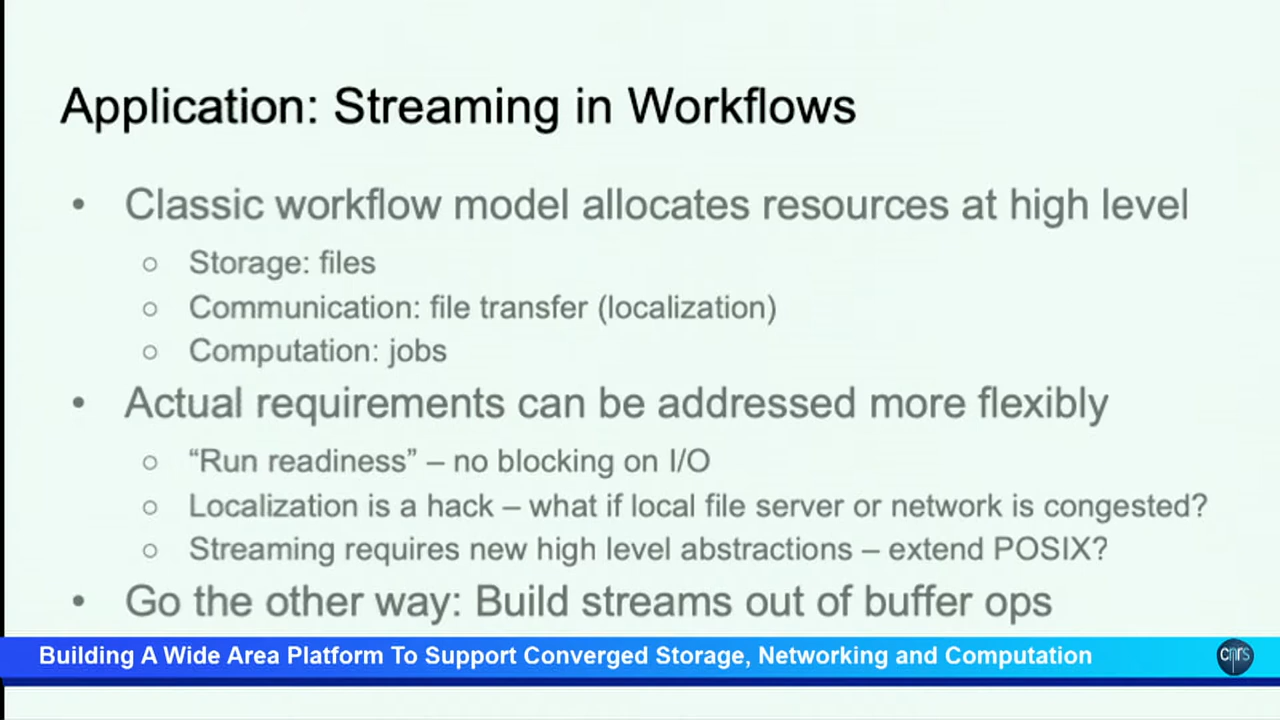 Application: Streaming in Workflows
• Classic workflow model allocates resources at high level
○ Storage: files
○ Communication: file transfer (localization)
○ Computation: jobs
• Actual requirements can be addressed more flexibly
○ “Run readiness” – no blocking on I/O
○ Localization is a hack – what if local file server or network is congested?
○ Streaming requires new high level abstractions – extend POSIX?
• Go the other way: Build streams out of buffer ops
Building A Wide Area Platform To Support Converged Storage, Networking and Computation
cnrs